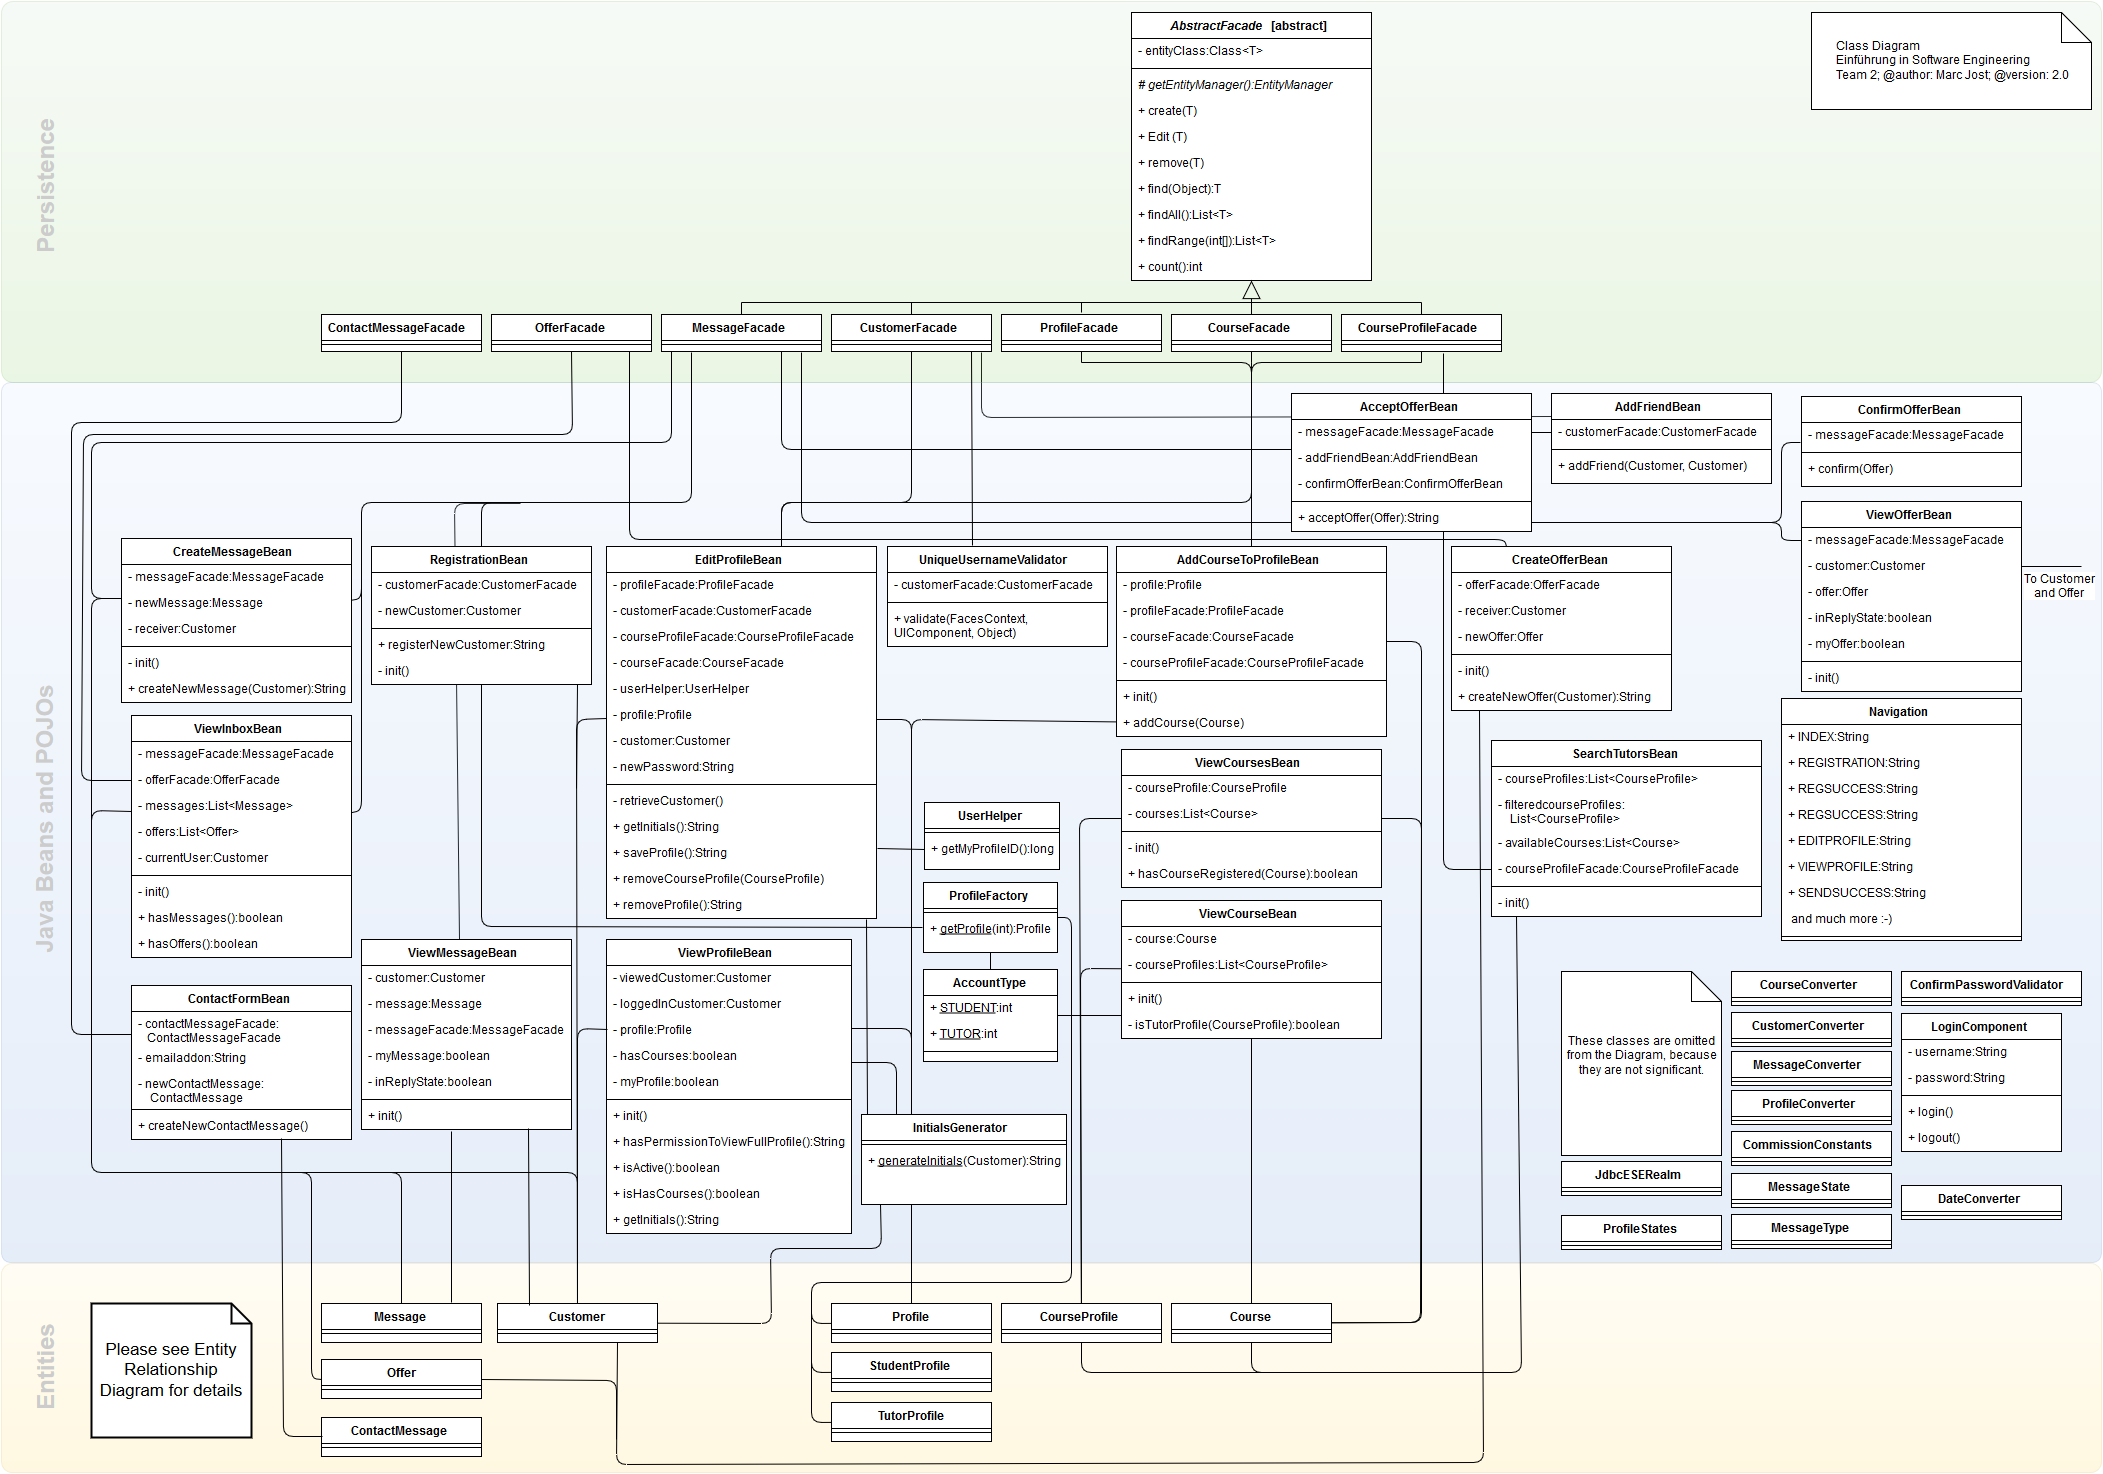 AbstractFacade [abstract]
- entityClass:Class<T>
# getEntityManager():EntityManager
+ create(T)
+ Edit (T)
+ remove(T)
+ find(Object):T
+ findAll():List<T>
+ findRange(int[]):List<T>
+ count():int
Class Diagram
Einführung in Software Engineering
Team 2; @author: Marc Jost; @version: 2.0
Persistence
ContactMessageFacade
OfferFacade
MessageFacade
CustomerFacade
ProfileFacade
CourseFacade
CourseProfileFacade
Java Beans and POJOs
AcceptOfferBean
- messageFacade:MessageFacade
- addFriendBean:AddFriendBean
- confirmOfferBean:ConfirmOfferBean
+ acceptOffer(Offer):String
AddFriendBean
- customerFacade:CustomerFacade
+ addFriend(Customer, Customer)
ConfirmOfferBean
- messageFacade:MessageFacade
+ confirm(Offer)
ViewOfferBean
- messageFacade:MessageFacade
- customer:Customer
- offer:Offer
- inReplyState:boolean
- myOffer:boolean
- init()
To Customer
and Offer
CreateMessageBean
- messageFacade:MessageFacade
- newMessage:Message
- receiver:Customer
- init()
+ createNewMessage(Customer):String
RegistrationBean
- customerFacade:CustomerFacade
- newCustomer:Customer
+ registerNewCustomer:String
- init()
EditProfileBean
- profileFacade:ProfileFacade
- customerFacade:CustomerFacade
- courseProfileFacade:CourseProfileFacade
- courseFacade:CourseFacade
- userHelper:UserHelper
- profile:Profile
- customer:Customer
- newPassword:String
- retrieveCustomer()
+ getInitials():String
+ saveProfile():String
+ removeCourseProfile(CourseProfile)
+ removeProfile():String
UniqueUsernameValidator
- customerFacade:CustomerFacade
+ validate(FacesContext,
UIComponent, Object)
AddCourseToProfileBean
- profile:Profile
- profileFacade:ProfileFacade
- courseFacade:CourseFacade
- courseProfileFacade:CourseProfileFacade
+ init()
+ addCourse(Course)
CreateOfferBean
- offerFacade:OfferFacade
- receiver:Customer
- newOffer:Offer
- init()
+ createNewOffer(Customer):String
ViewInboxBean
- messageFacade:MessageFacade
- offerFacade:OfferFacade
- messages:List<Message>
- offers:List<Offer>
- currentUser:Customer
- init()
+ hasMessages():boolean
+ hasOffers():boolean
Navigation
+ INDEX:String
+ REGISTRATION:String
+ REGSUCCESS:String
+ REGSUCCESS:String
+ EDITPROFILE:String
+ VIEWPROFILE:String
+ SENDSUCCESS:String
and much more :-)
SearchTutorsBean
- courseProfiles:List<CourseProfile>
- filteredcourseProfiles:
List<CourseProfile>
- availableCourses:List<Course>
- courseProfileFacade:CourseProfileFacade
- init()
ViewCoursesBean
- courseProfile:CourseProfile
- courses:List<Course>
- init()
+ hasCourseRegistered(Course):boolean
UserHelper
+ getMyProfileID():long
ProfileFactory
+ getProfile(int):Profile
AccountType
+ STUDENT:int
+ TUTOR:int
ViewCourseBean
- course:Course
- courseProfiles:List<CourseProfile>
+ init()
- isTutorProfile(CourseProfile):boolean
ViewMessageBean
- customer:Customer
- message:Message
- messageFacade:MessageFacade
- myMessage:boolean
- inReplyState:boolean
+ init()
ViewProfileBean
- viewedCustomer:Customer
- loggedInCustomer:Customer
- profile:Profile
- hasCourses:boolean
- myProfile:boolean
+ init()
+ hasPermissionToViewFullProfile():String
+ isActive():boolean
+ isHasCourses():boolean
+ getInitials():String
ContactFormBean
- contactMessageFacade:
ContactMessageFacade
- emailaddon:String
- newContactMessage:
ContactMessage
+ createNewContactMessage()
InitialsGenerator
+ generateInitials(Customer):String
These classes are omitted
from the Diagram, because
they are not significant.
JdbcESERealm
ProfileStates
CourseConverter
CustomerConverter
MessageConverter
ProfileConverter
CommissionConstants
MessageState
MessageType
ConfirmPasswordValidator
LoginComponent
- username:String
- password:String
+ login()
+ logout()
DateConverter
Entities
Please see Entity
Relationship
Diagram for details
Message
Offer
ContactMessage
Customer
Profile
StudentProfile
TutorProfile
CourseProfile
Course